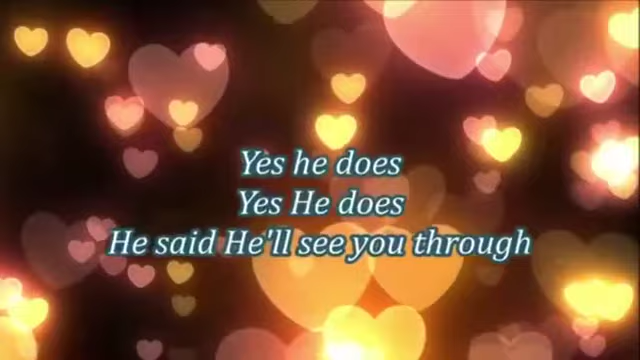 Yes he does
Yes He does
He said He'll see you through